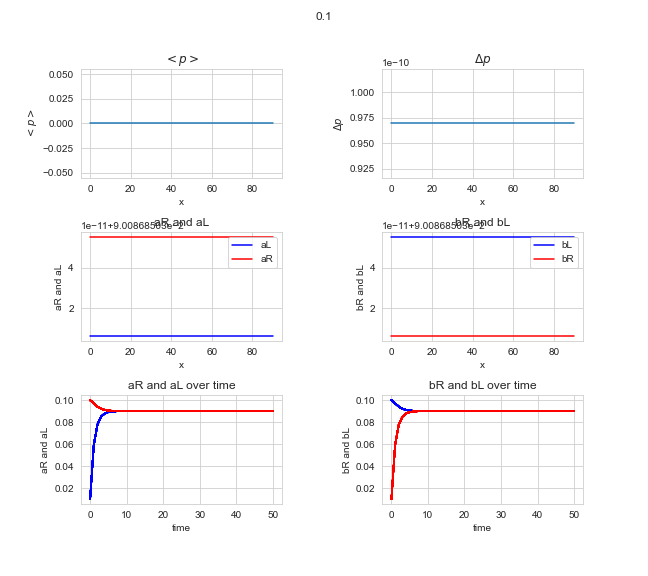 0.1
< p >
Δp
1e−10
0.050
0.025
0.000
−0.025
−0.050
< p >
0 20 40 60 80
x
1.000
0.975
0.950
0.925
Δp
0 20 40 60 80
x
aR and aL
1e−11+9.00868503e−2
aL
aR
4
2
aR and aL
0 20 40 60 80
x
bR and bL
1e−11+9.00868503e−2
bL
bR
4
2
bR and bL
0 20 40 60 80
x
aR and aL over time
0.10
0.08
0.06
0.04
0.02
aR and aL
0 10 20 30 40 50
time
bR and bL over time
0.10
0.08
0.06
0.04
0.02
bR and bL
0 10 20 30 40 50
time